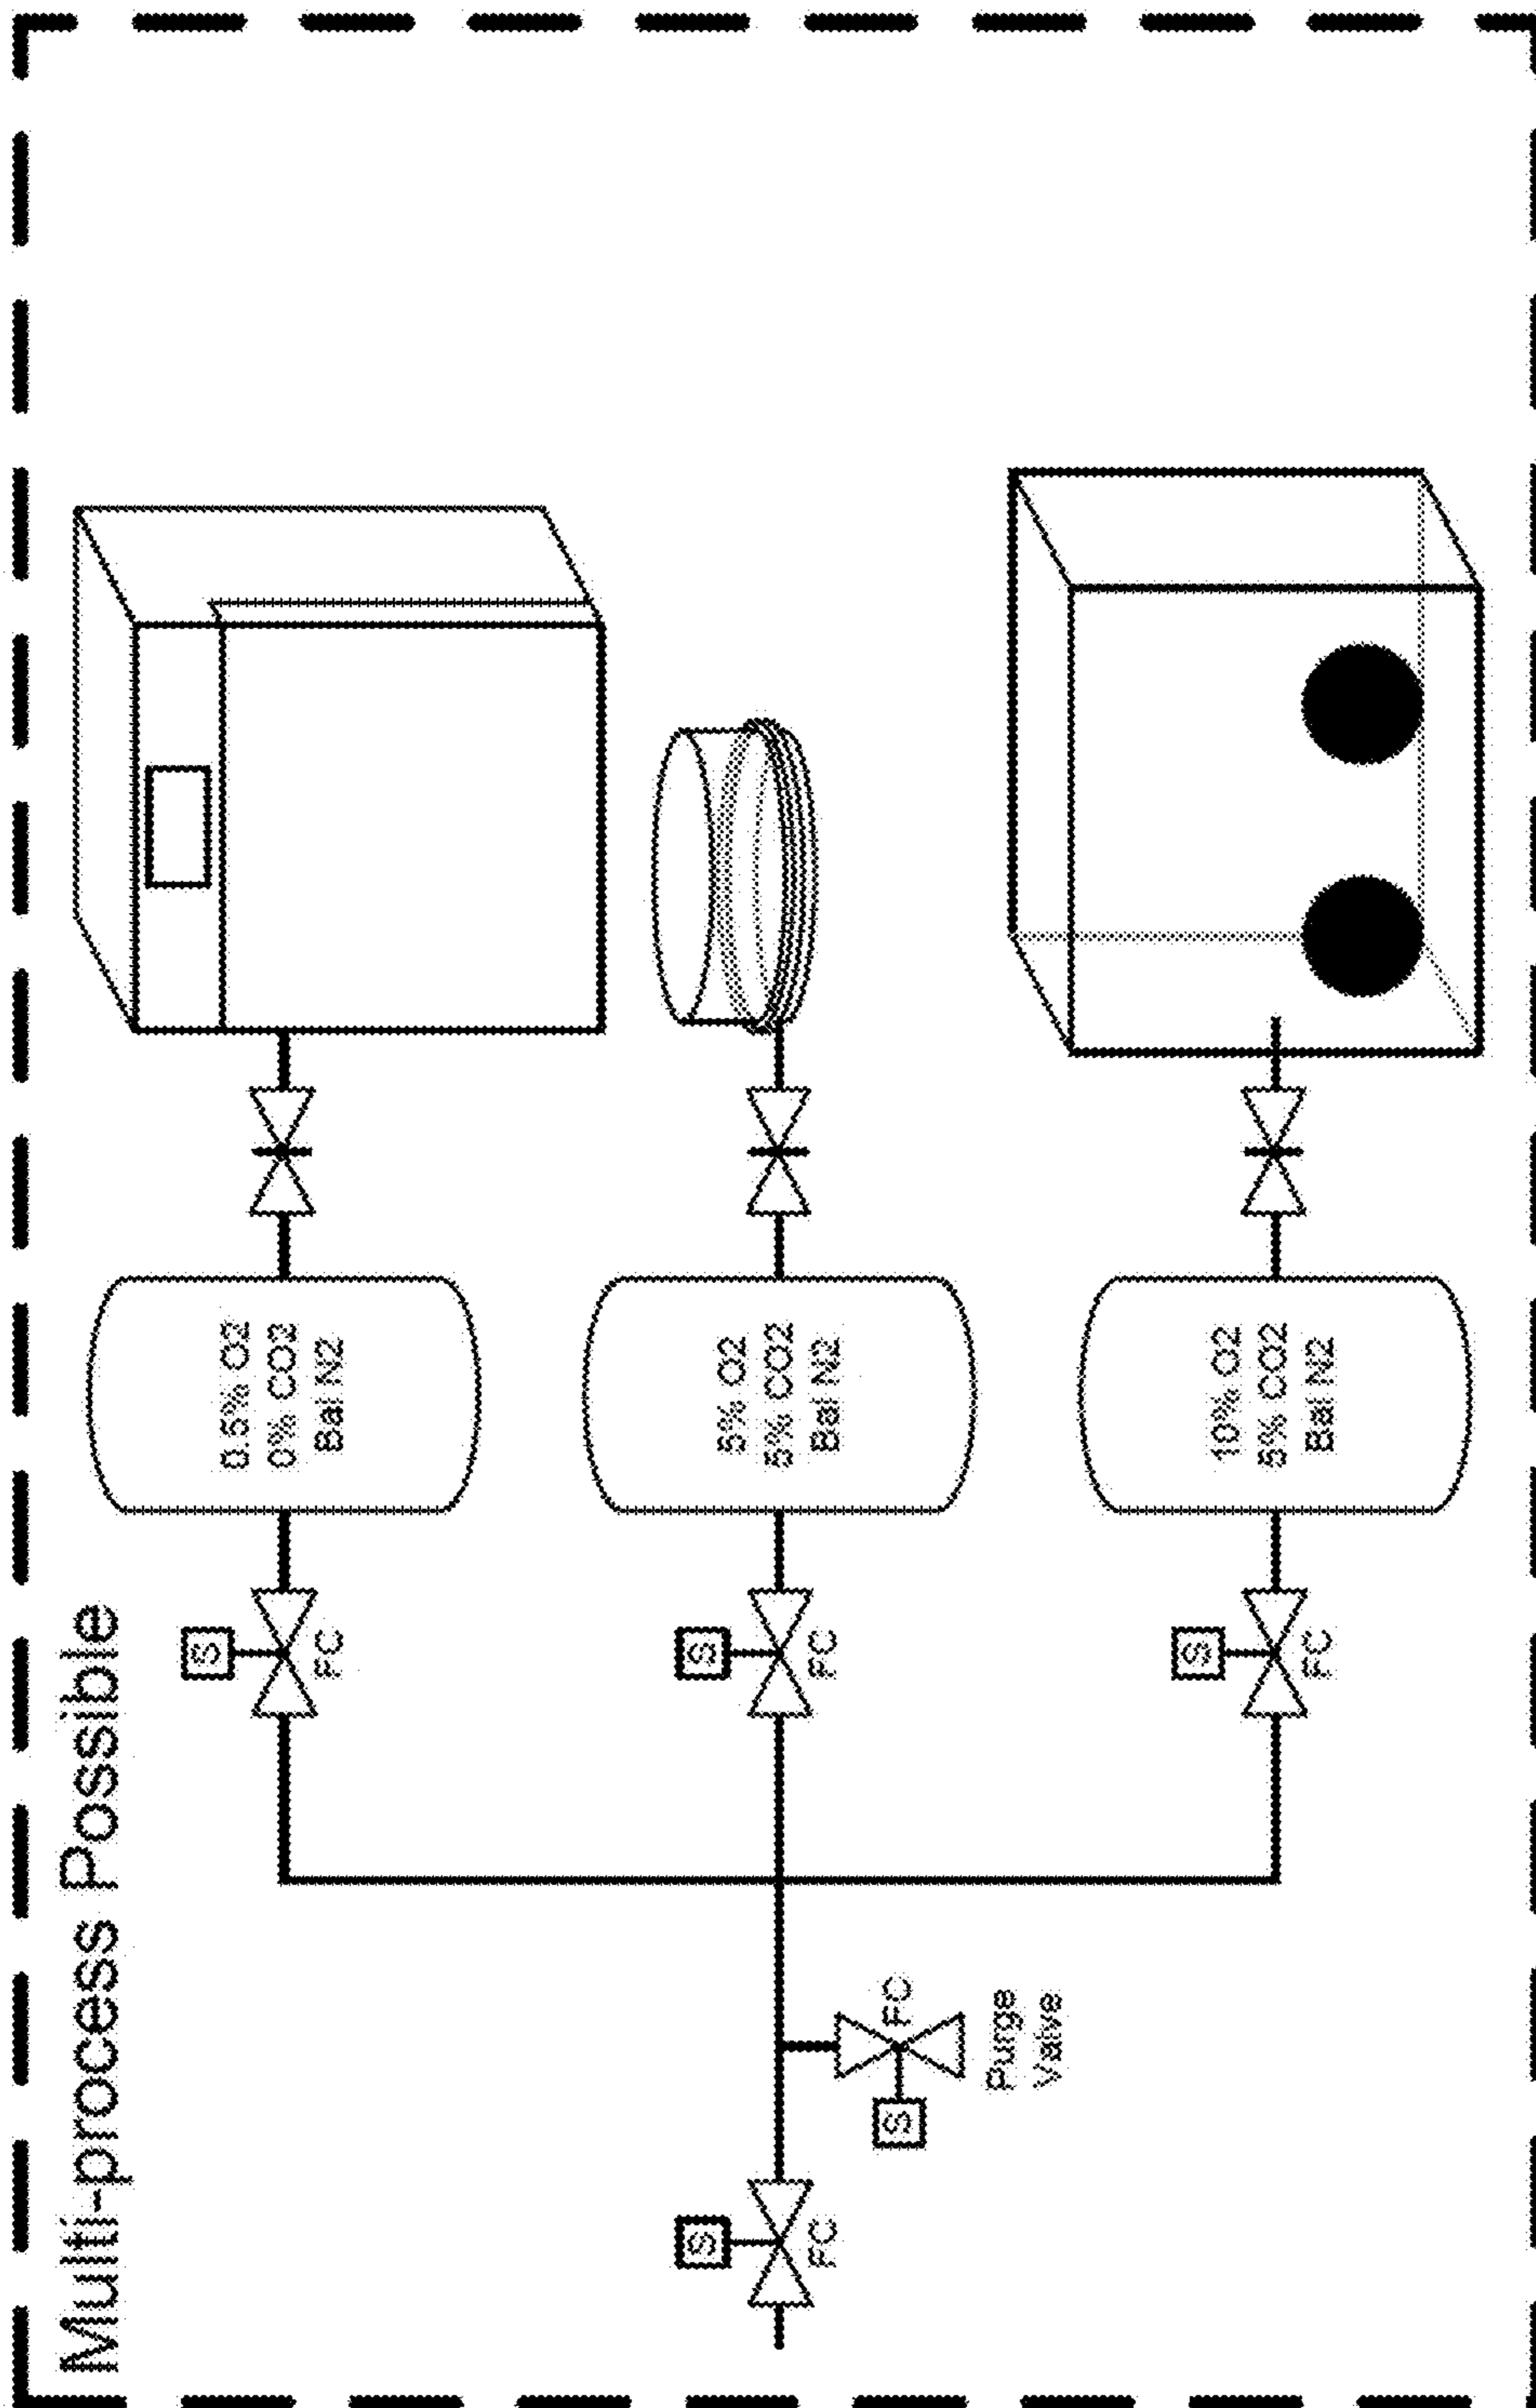 Multi-process Possible
S
FC
0.5% O2
0% CO2
Bal N2
S
FC
S
FC
Purge
Valve
S
FC
5% O2
5% CO2
Bal N2
S
FC
10% O2
5% CO2
Bal N2